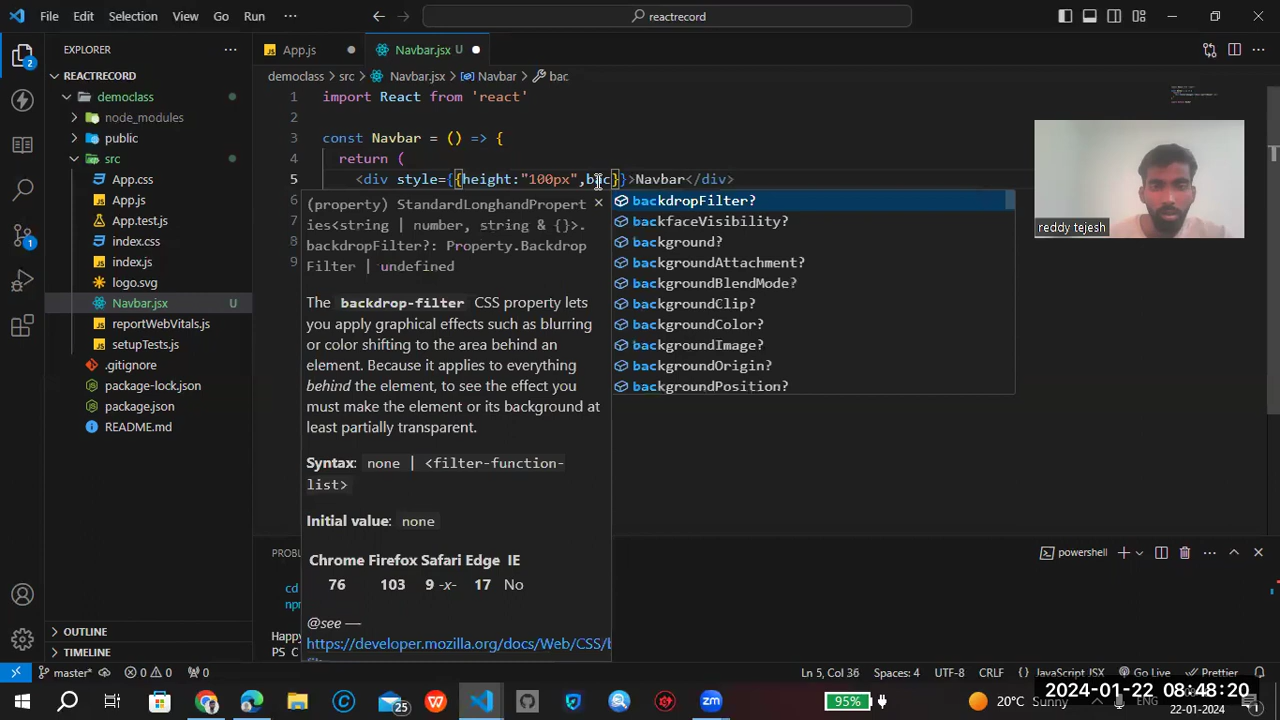 File Edit Selection View Go Run ···
reactrecord
EXPLORER
App.js
Navbar.jsx U
REACTRECORD
democlass > src > Navbar.jsx > Navbar > bac
democlass
node_modules
public
src
App.css
App.js
App.test.js
index.css
index.js
logo.svg
Navbar.jsx U
reportWebVitals.js
setupTests.js
.gitignore
package-lock.json
package.json
README.md
OUTLINE
TIMELINE
1 import React from 'react'
2
3 const Navbar = () => {
4 return (
5 <div style={{height:"100px",bac}}>Navbar</div>
6
7
8
9
(property) StandardLonghandPropert
ies<string | number, string & {}>.
backdropFilter?: Property.Backdrop
Filter | undefined
The backdrop-filter CSS property lets
you apply graphical effects such as blurring
or color shifting to the area behind an
element. Because it applies to everything
behind the element, to see the effect you
must make the element or its background at
least partially transparent.
Syntax: none | <filter-function-
list>
Initial value: none
Chrome Firefox Safari Edge IE
76 103 9 -x- 17 No
@see —
https://developer.mozilla.org/docs/Web/CSS/b
backdropFilter?
backfaceVisibility?
background?
backgroundAttachment?
backgroundBlendMode?
backgroundClip?
backgroundColor?
backgroundImage?
backgroundOrigin?
backgroundPosition?
reddy tejesh
PROBL
powershell
cd
npm
Happy
PS C
master* 0 0 0
Ln 5, Col 36 Spaces: 4 UTF-8 CRLF {} JavaScript JSX Go Live Prettier
2
1
25
95%
20°C Sunny
ENG
2024-01-22 08:48:20
22-01-2024